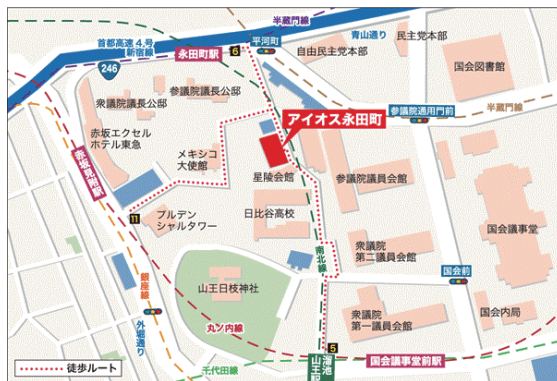 半蔵門線
首都高速4号
新宿線
永田町駅
6
平河町
青山通り
民主党本部
自由民主党本部
246
国会図書館
参議院議長公邸
衆議院議長公邸
アイオス永田町
参議院通用門前
半蔵門線
赤坂エクセル
ホテル東急
赤坂見附駅
メキシコ
大使館
星陵会館
参議院議員会館
11
プルデン
シャルタワー
日比谷高校
国会議事堂
南北線
衆議院
第二議員会館
国会前
銀座線
外堀通り
山王日枝神社
衆議院
第一議員会館
国会内局
丸ノ内線
5
溜池
山王駅
国会議事堂前駅
千代田線
徒歩ルート